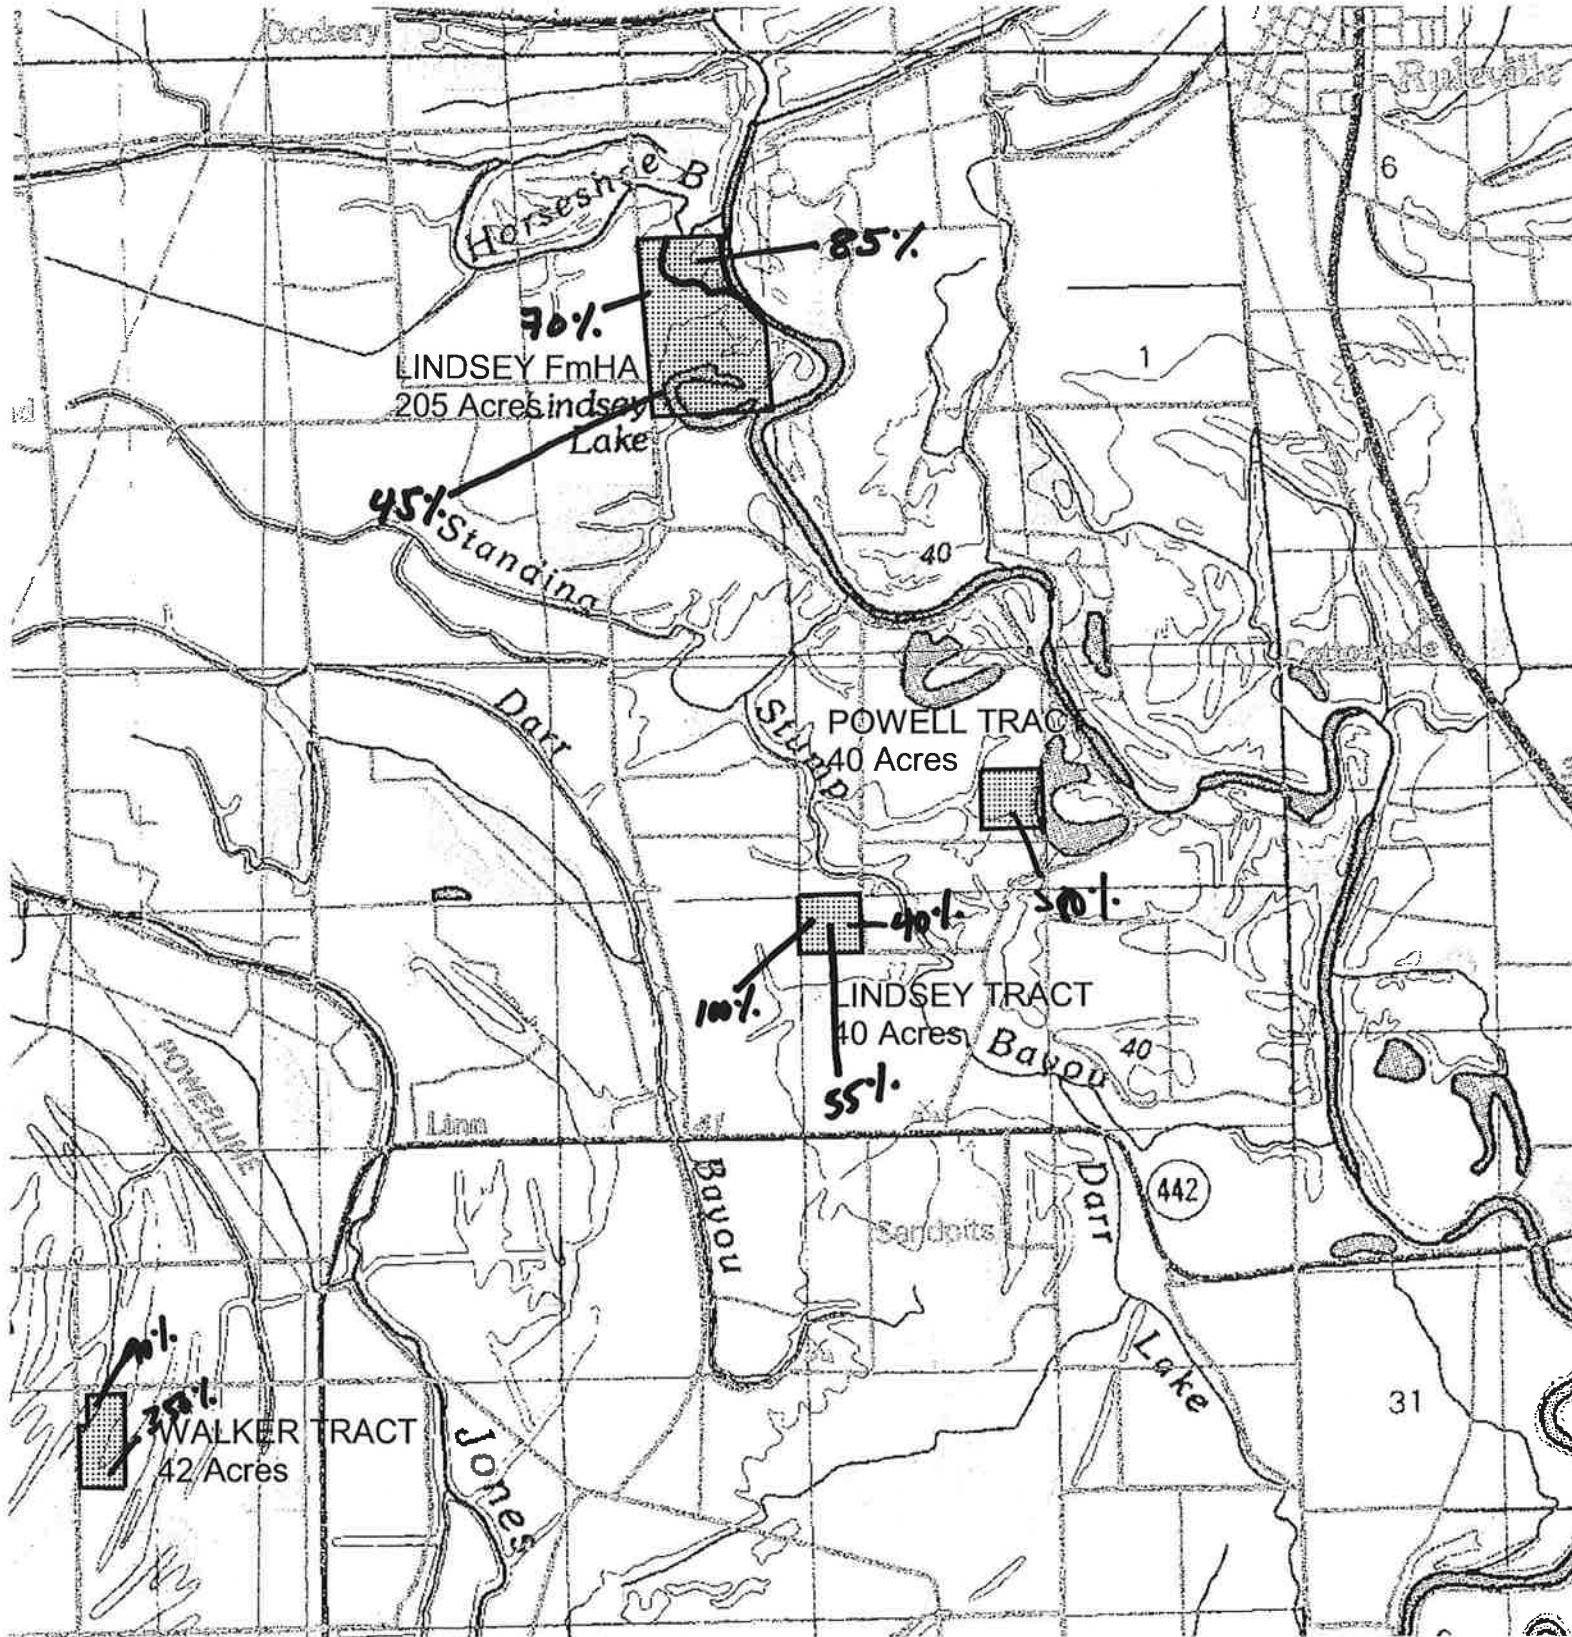 Dockery
Ruleville
6
Horseshoe B
85%
70%
1
LINDSEY FmHA
205 Acres
Lindsey
Lake
45%
Standing
40
Darr
Stump
POWELL TRACT
40 Acres
40%
100%
LINDSEY TRACT
40 Acres
Bayou
40
55%
POWERLINE
Linn
41
Bayou
Darr
442
Sandpits
Lake
31
WALKER TRACT
42 Acres
Jones